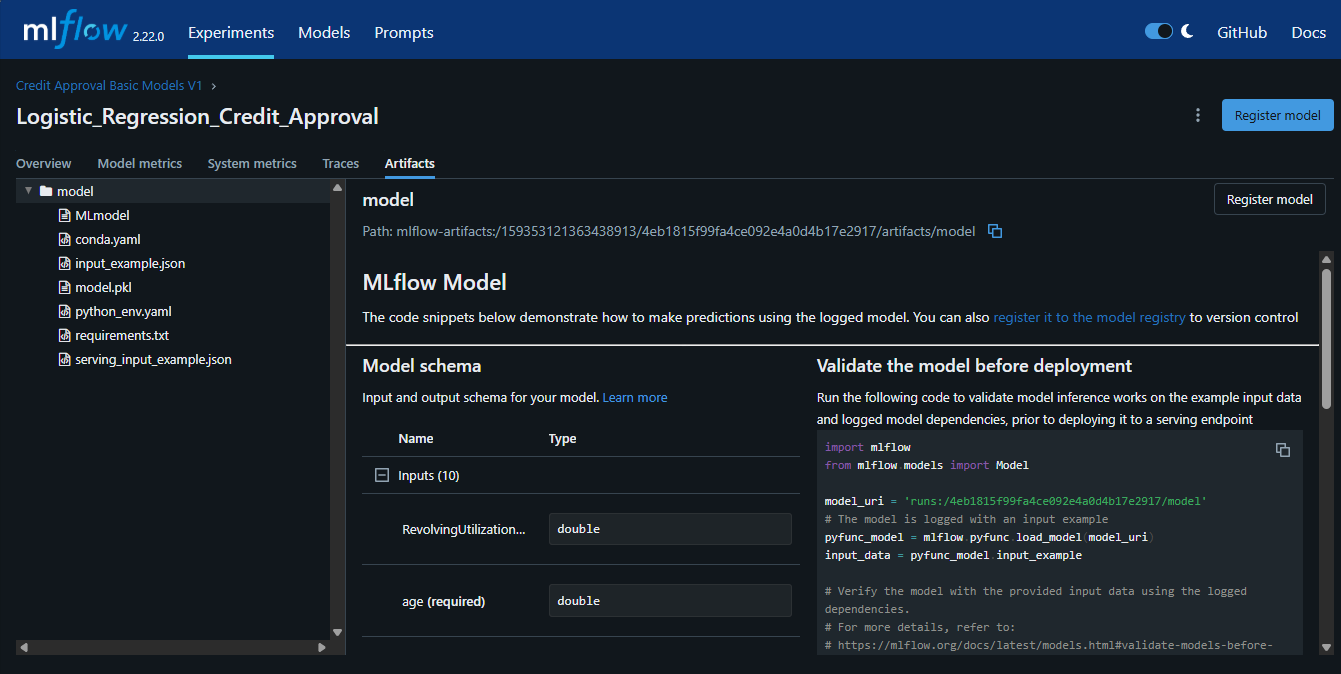 mlflow 2.22.0 Experiments Models Prompts GitHub Docs
Credit Approval Basic Models V1 >
Logistic_Regression_Credit_Approval
Register model
Overview Model metrics System metrics Traces Artifacts
model
MLmodel
conda.yaml
input_example.json
model.pkl
python_env.yaml
requirements.txt
serving_input_example.json
model
Register model
Path: mlflow-artifacts:/159353121363438913/4eb1815f99fa4ce092e4a0d4b17e2917/artifacts/model
MLflow Model
The code snippets below demonstrate how to make predictions using the logged model. You can also register it to the model registry to version control
Model schema
Input and output schema for your model. Learn more
Name Type
Inputs (10)
RevolvingUtilization... double
age (required) double
Validate the model before deployment
Run the following code to validate model inference works on the example input data
and logged model dependencies, prior to deploying it to a serving endpoint
import mlflow
from mlflow.models import Model
model_uri = 'runs:/4eb1815f99fa4ce092e4a0d4b17e2917/model'
# The model is logged with an input example
pyfunc_model = mlflow.pyfunc.load_model(model_uri)
input_data = pyfunc_model.input_example
# Verify the model with the provided input data using the logged
dependencies.
# For more details, refer to:
# https://mlflow.org/docs/latest/models.html#validate-models-before-